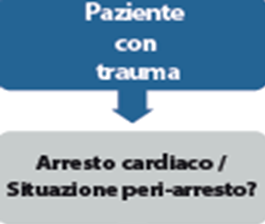 Paziente
con
trauma
Arresto cardiaco /
Situazione peri-arresto?